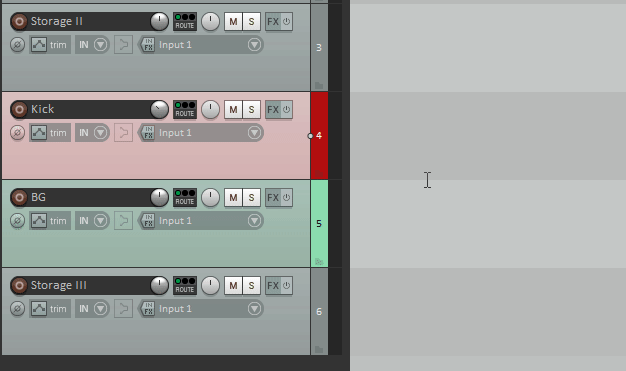 Storage II
M S FX
ROUTE
trim IN IN FX Input 1
3
Kick
M S FX
ROUTE
trim IN IN FX Input 1
4
BG
M S FX
ROUTE
trim IN IN FX Input 1
5
Storage III
M S FX
ROUTE
trim IN IN FX Input 1
6